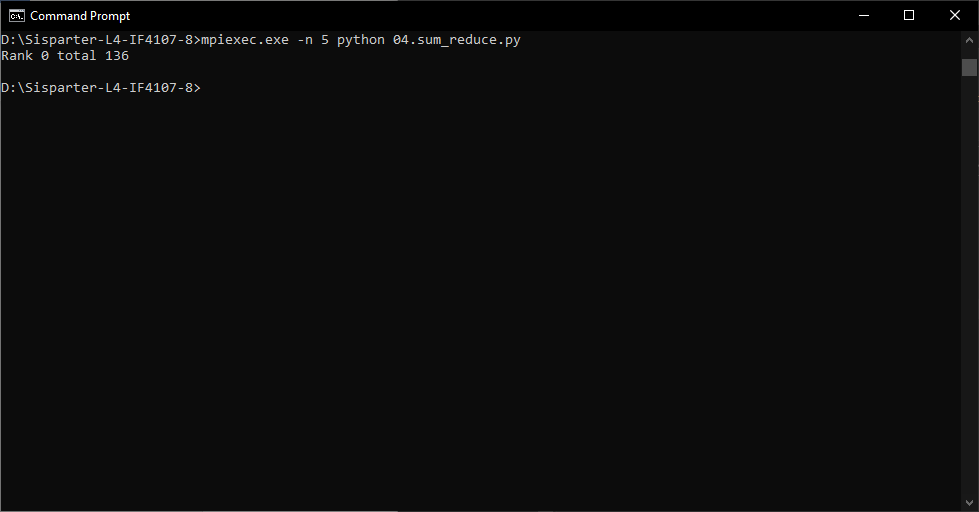 Command Prompt
D:\Sisparter-L4-IF4107-8>mpiexec.exe -n 5 python 04.sum_reduce.py
Rank 0 total 136
D:\Sisparter-L4-IF4107-8>